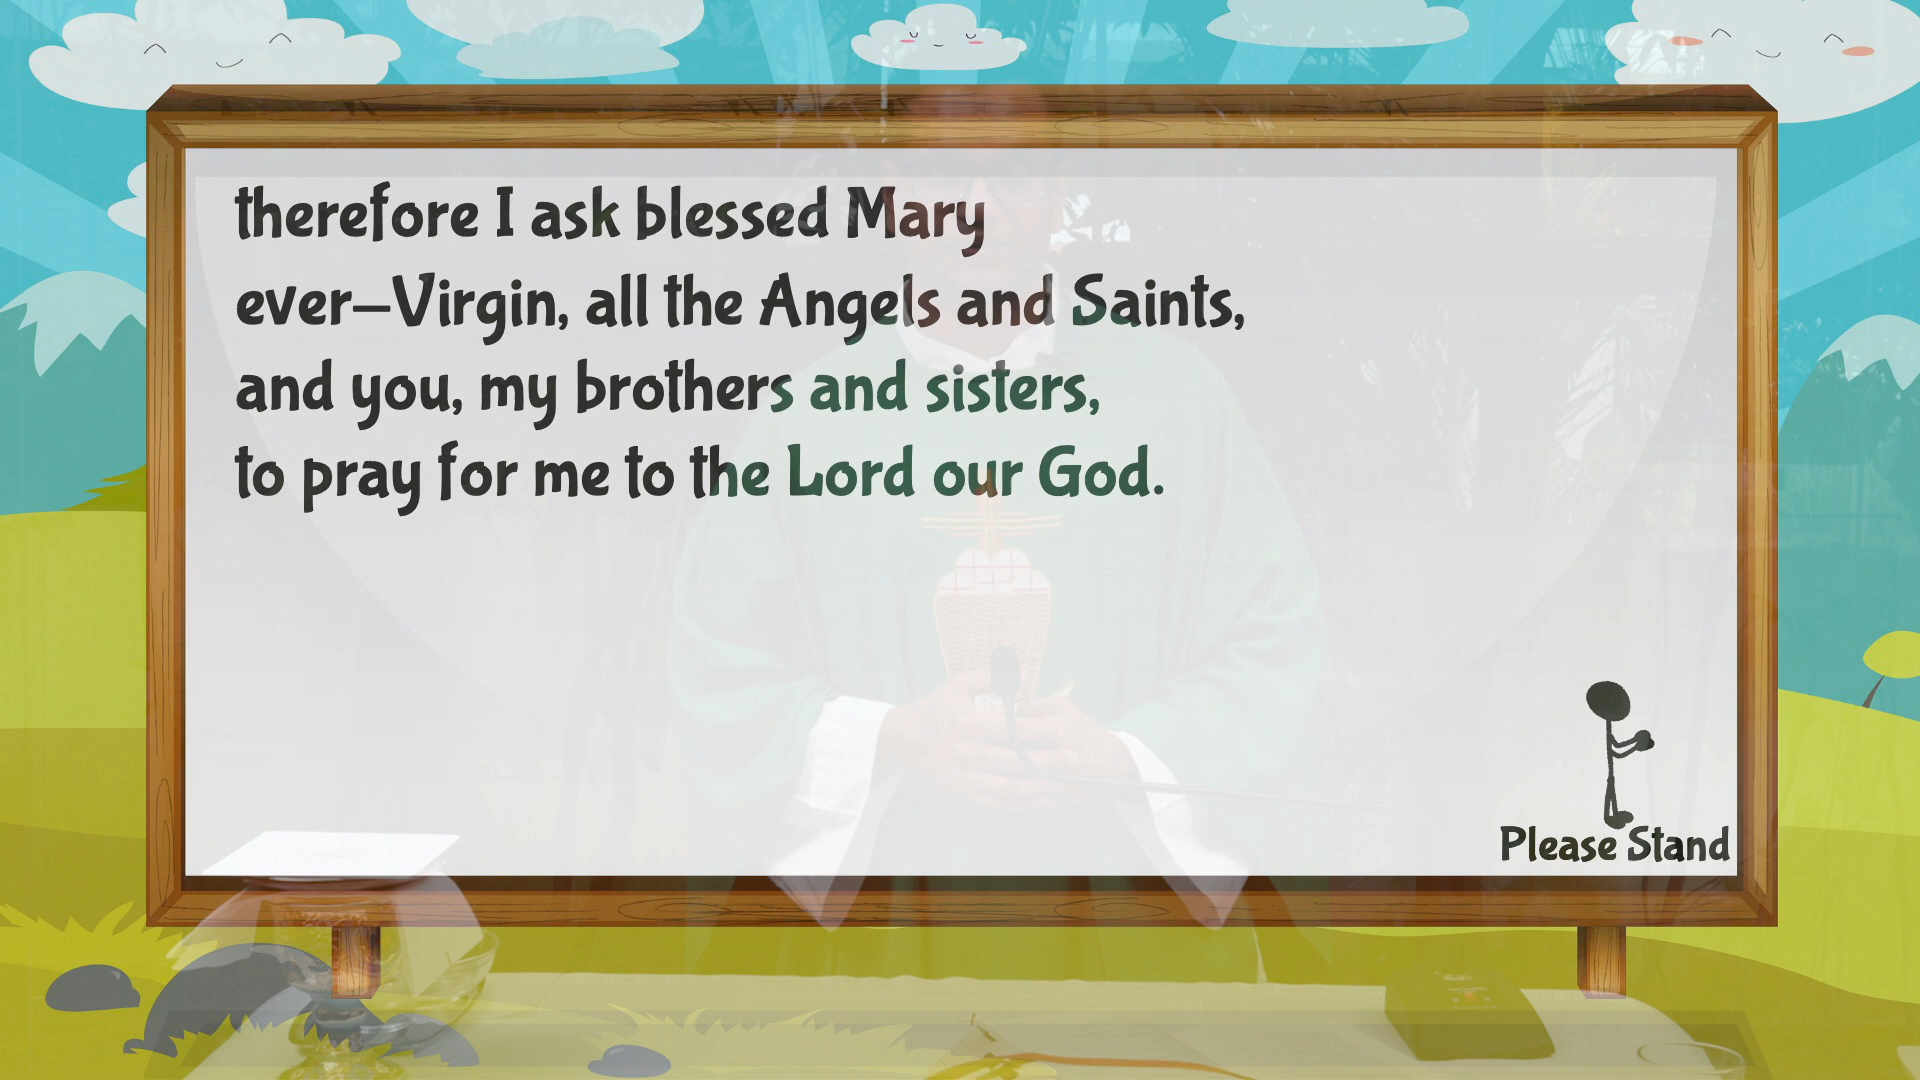 therefore I ask blessed Mary
ever–Virgin, all the Angels and Saints,
and you, my brothers and sisters,
to pray for me to the Lord our God.
Please Stand